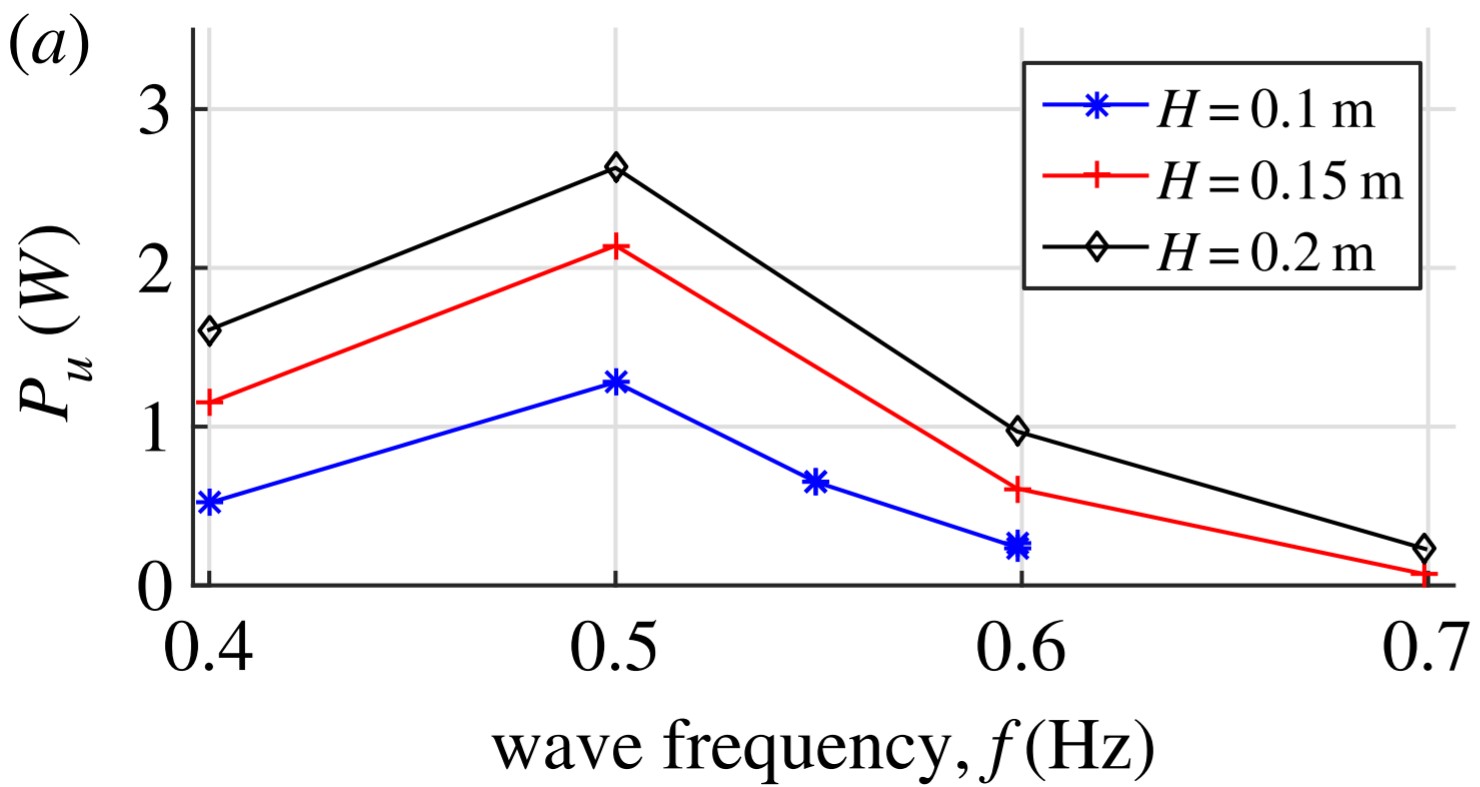 (a)
3
2
1
0
P_u (W)
H = 0.1 m
H = 0.15 m
H = 0.2 m
0.4 0.5 0.6 0.7
wave frequency, f (Hz)